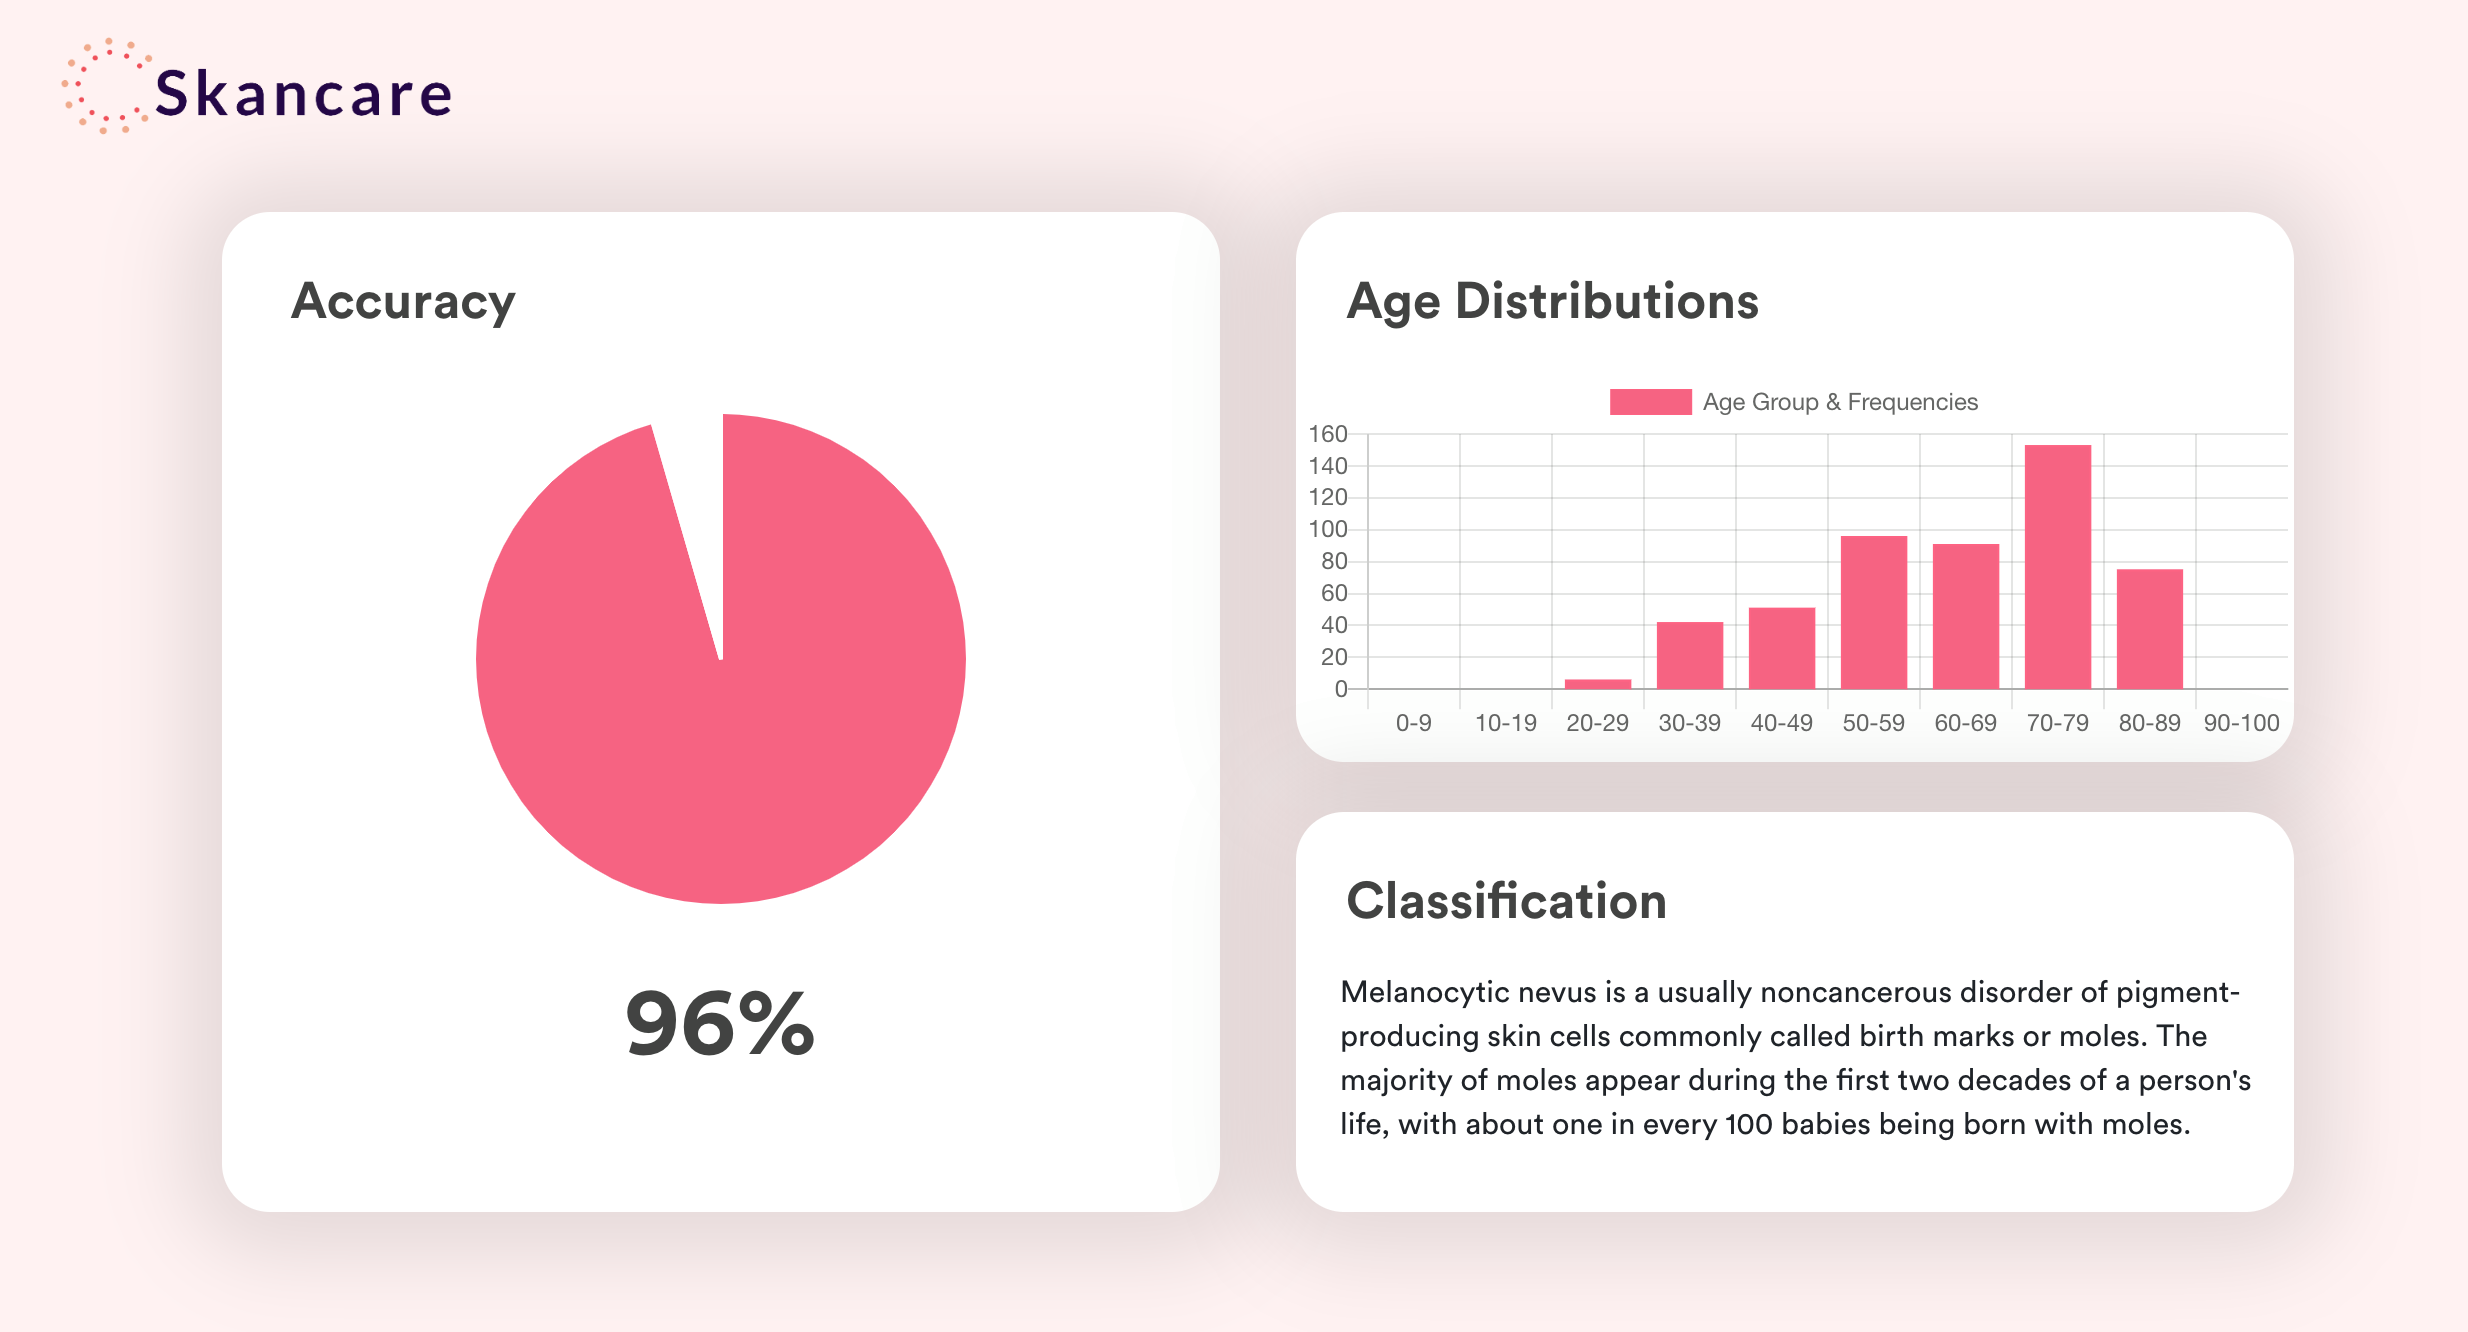 Skancare
Accuracy
96%
Age Distributions
Age Group & Frequencies
160
140
120
100
80
60
40
20
0
0-9 10-19 20-29 30-39 40-49 50-59 60-69 70-79 80-89 90-100
Classification
Melanocytic nevus is a usually noncancerous disorder of pigment-
producing skin cells commonly called birth marks or moles. The
majority of moles appear during the first two decades of a person's
life, with about one in every 100 babies being born with moles.